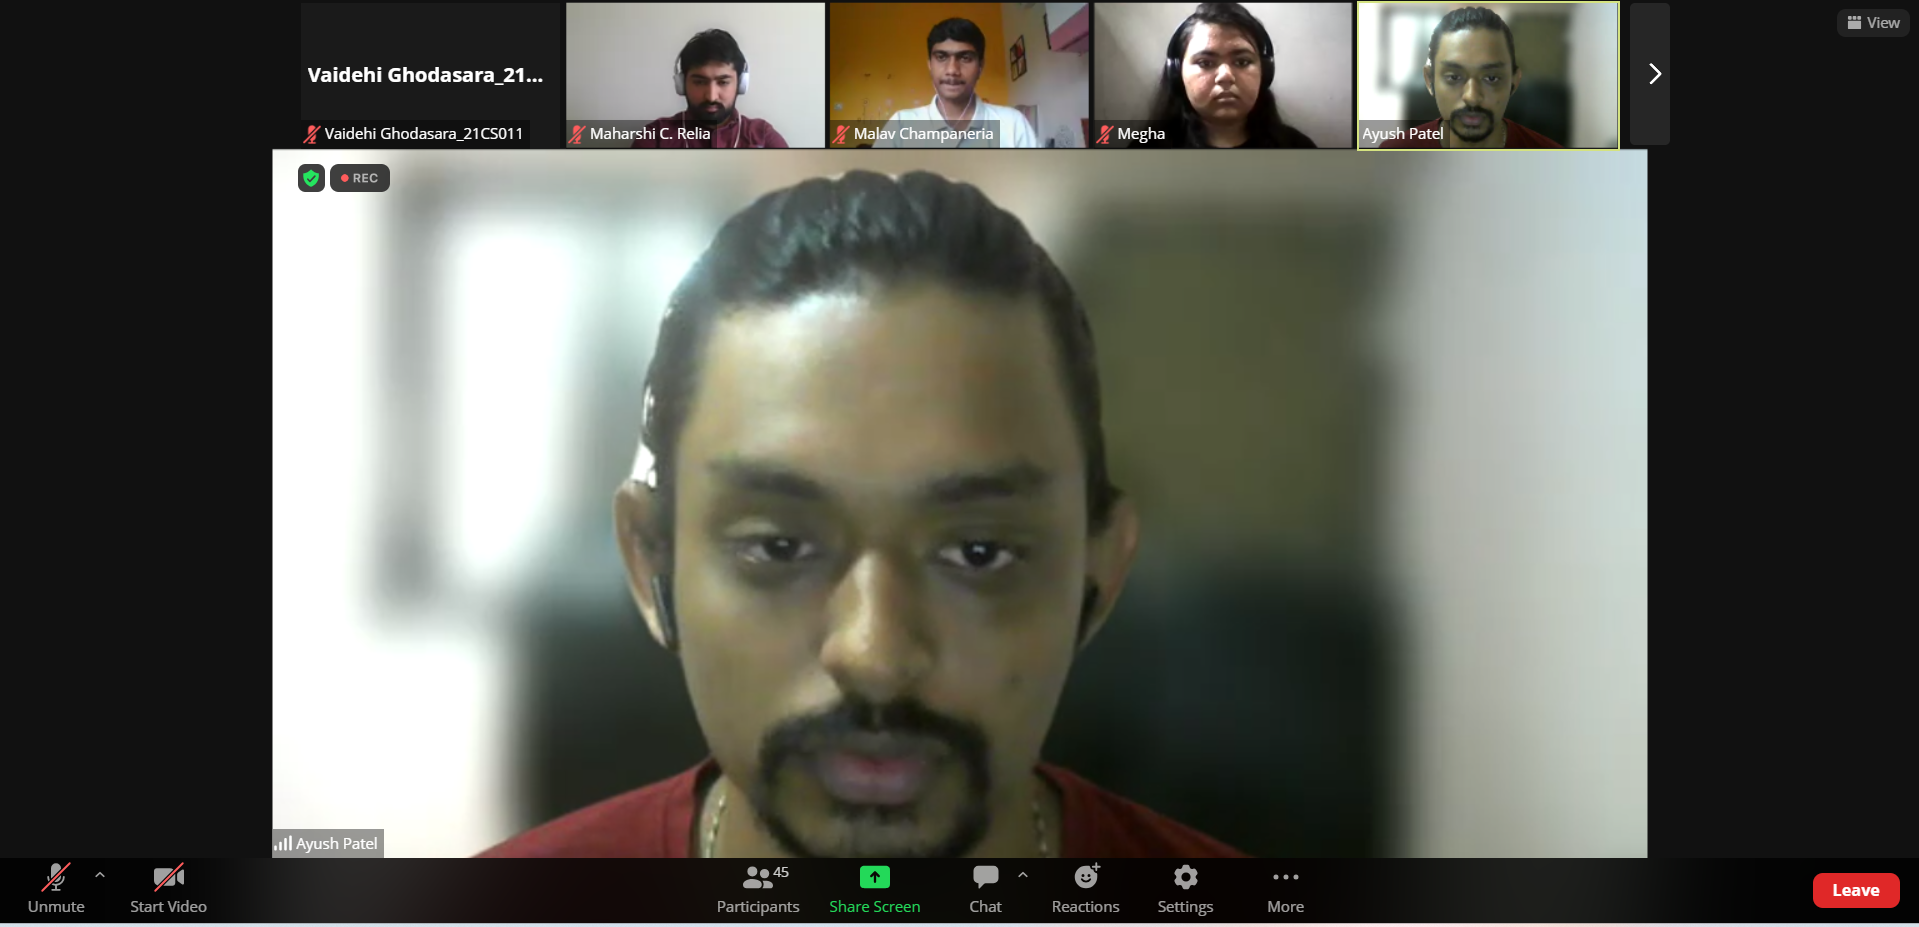 Vaidehi Ghodasara_21...
Vaidehi Ghodasara_21CS011
Maharshi C. Relia
Malav Champaneria
Megha
Ayush Patel
View
REC
Ayush Patel
Unmute
Start Video
45
Participants
Share Screen
Chat
Reactions
Settings
More
Leave